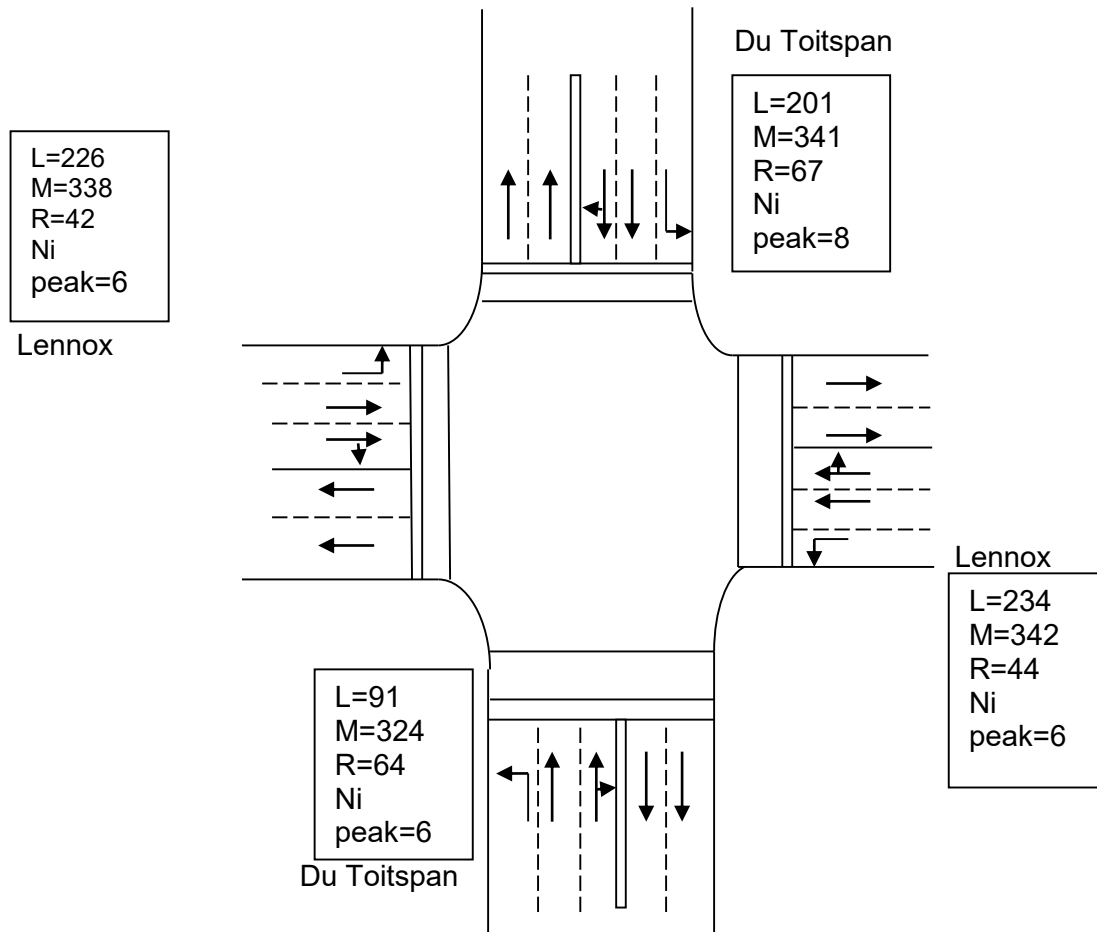 Du Toitspan
L=201
M=341
R=67
Ni
peak=8
L=226
M=338
R=42
Ni
peak=6
Lennox
Lennox
L=234
M=342
R=44
Ni
peak=6
L=91
M=324
R=64
Ni
peak=6
Du Toitspan